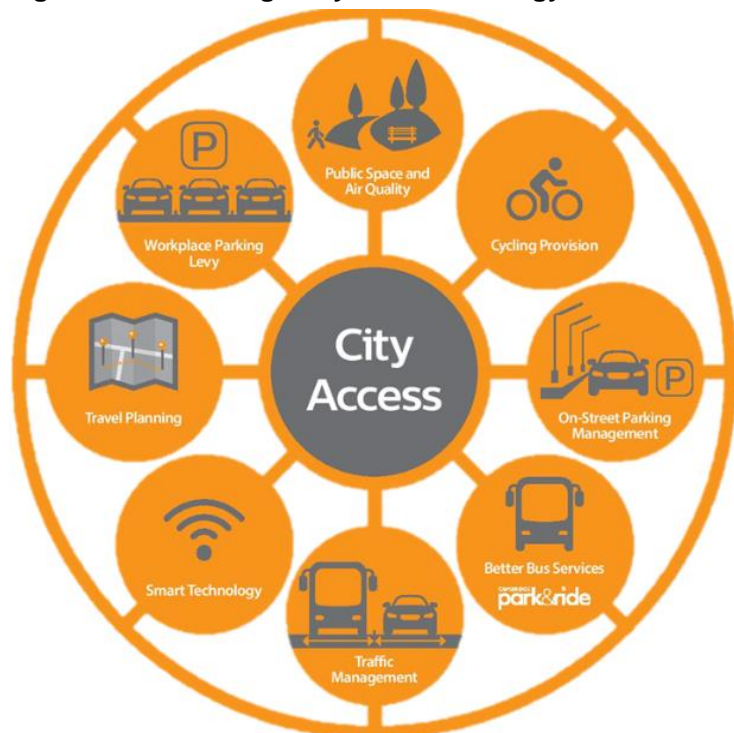 Public Space and
Air Quality
Cycling Provision
On-Street Parking
Management
P
Better Bus Services
park&ride
Traffic
Management
Smart Technology
Travel Planning
P
Workplace Parking
Levy
City
Access